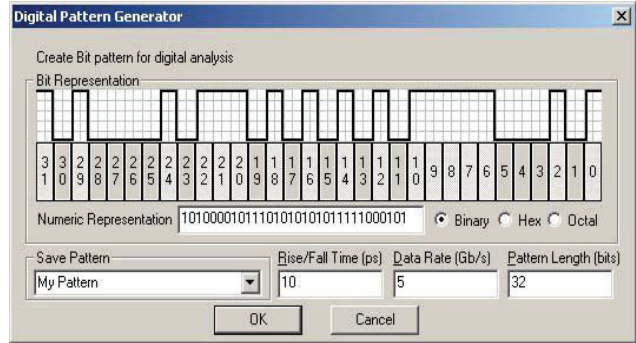 Digital Pattern Generator
Create Bit pattern for digital analysis
Bit Representation
31 30 29 28 27 26 25 24 23 22 21 20 19 18 17 16 15 14 13 12 11 10 9 8 7 6 5 4 3 2 1 0
Numeric Representation 10100001011101010101011111000101 Binary Hex Octal
Save Pattern Rise/Fall Time (ps) Data Rate (Gb/s) Pattern Length (bits)
My Pattern 10 5 32
OK Cancel